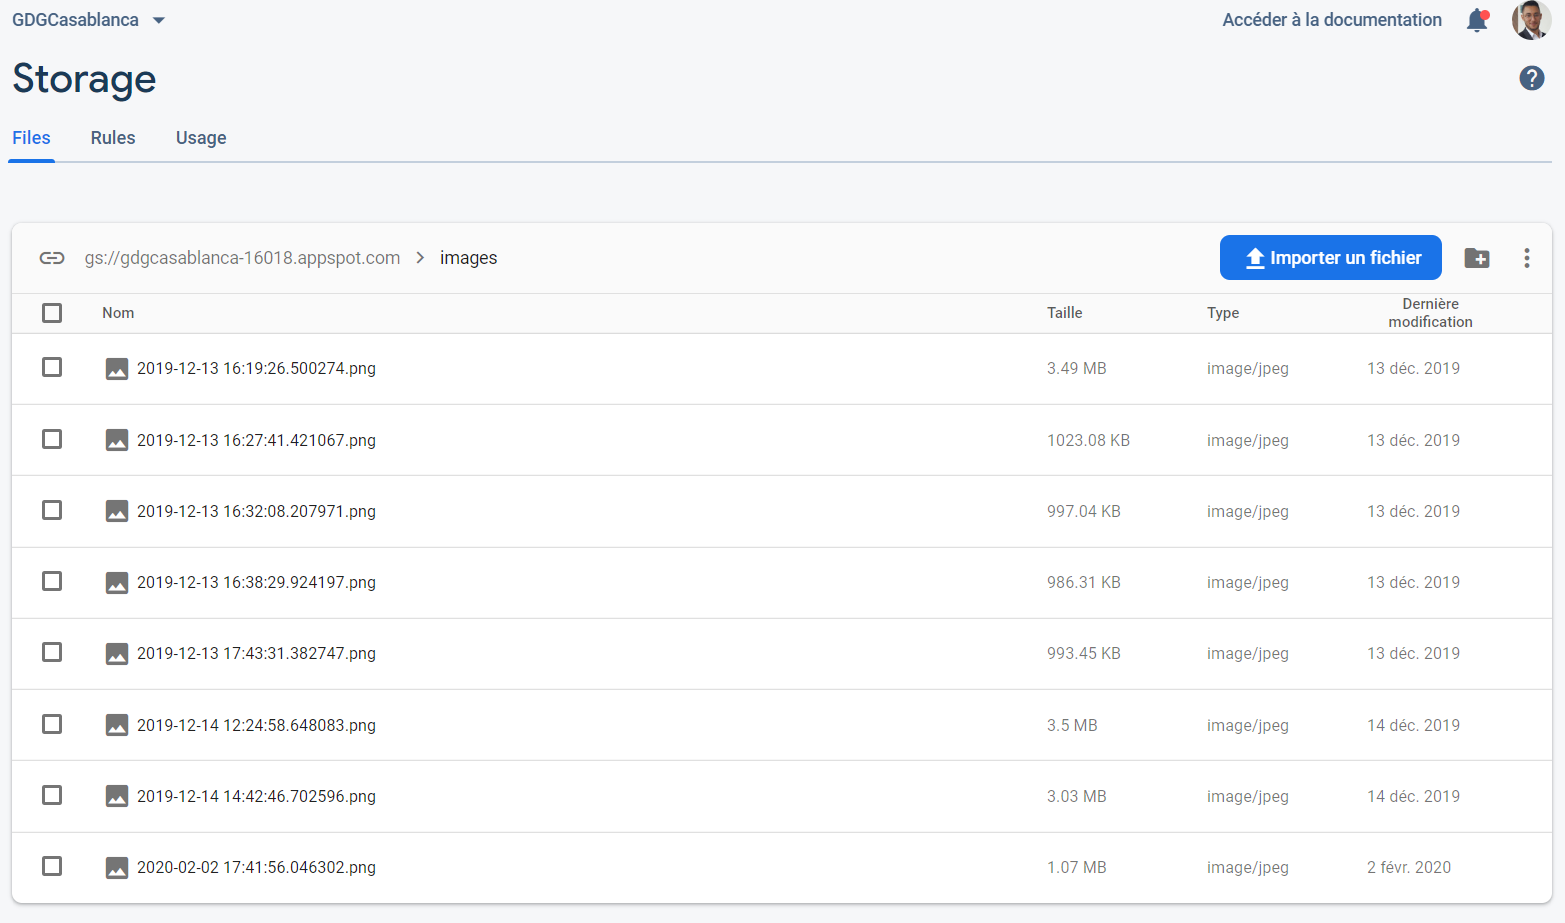 GDGCasablanca
Accéder à la documentation
Storage
?
Files Rules Usage
gs://gdgcasablanca-16018.appspot.com > images
Importer un fichier
Nom Taille Type Dernière modification
2019-12-13 16:19:26.500274.png 3.49 MB image/jpeg 13 déc. 2019
2019-12-13 16:27:41.421067.png 1023.08 KB image/jpeg 13 déc. 2019
2019-12-13 16:32:08.207971.png 997.04 KB image/jpeg 13 déc. 2019
2019-12-13 16:38:29.924197.png 986.31 KB image/jpeg 13 déc. 2019
2019-12-13 17:43:31.382747.png 993.45 KB image/jpeg 13 déc. 2019
2019-12-14 12:24:58.648083.png 3.5 MB image/jpeg 14 déc. 2019
2019-12-14 14:42:46.702596.png 3.03 MB image/jpeg 14 déc. 2019
2020-02-02 17:41:56.046302.png 1.07 MB image/jpeg 2 févr. 2020